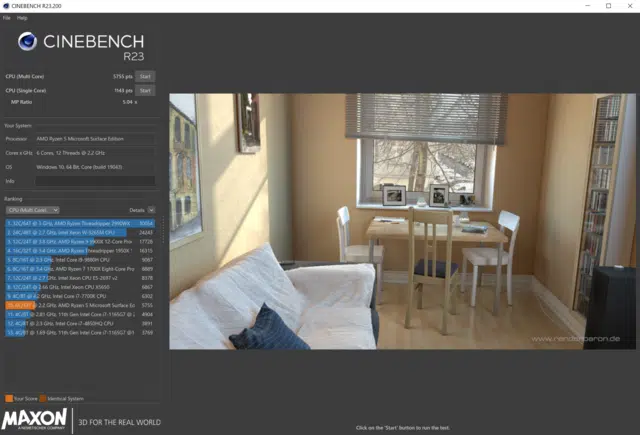 CINEBENCH R23.200
File Help
CINEBENCH
R23
CPU (Multi Core) 5755 pts Start
CPU (Single Core) 1143 pts Start
MP Ratio 5.04 x
Your System
Processor AMD Ryzen 5 Microsoft Surface Edition
Cores x GHz 6 Cores, 12 Threads @ 2.2 GHz
OS Windows 10, 64 Bit, Core (build 19043)
Info
Ranking
CPU (Multi Core) Details
1. 32C/64T @ 3 GHz, AMD Ryzen Threadripper 2990WX 30054
2. 24C/48T @ 2.7 GHz, Intel Xeon W-3265M CPU 24243
3. 12C/24T @ GHz, AMD Ryzen 9 12-Core Pro 17728
4. 16C/32T @ 3.4 GHz, AMD Ryzen Threadripper 1950X 16315
5. 8C/16T @ 2.3 GHz, Intel Core i9-9880H CPU 9087
6. 8C/16T @ 3.4 GHz, AMD Ryzen 7 1700X Eight-Core Pro 8889
7. 12C/24T @ 2.7 GHz, Intel Xeon CPU E5-2697 v2 8378
8. 12C/24T @ 2.66 GHz, Intel Xeon CPU X5650 6867
9. 4C/8T @ 4.2 GHz, Intel Core i7-7700K CPU 6302
10. 6C/12T @ 2.2 GHz, AMD Ryzen 5 Microsoft Surface Ed 5755
11. 4C/8T @ 2.81 GHz, 11th Gen Intel Core i7-1165G7 @ 4904
12. 4C/8T @ 2.3 GHz, Intel Core i7-4850HQ CPU 3891
13. 4C/8T @ 1.69 GHz, 11th Gen Intel Core i7-1165G7 @1 3769
www.renderbaron.de
Your Score Identical System
MAXON
A NEMETSCHEK COMPANY
3D FOR THE REAL WORLD
Click on the 'Start' button to run the test.